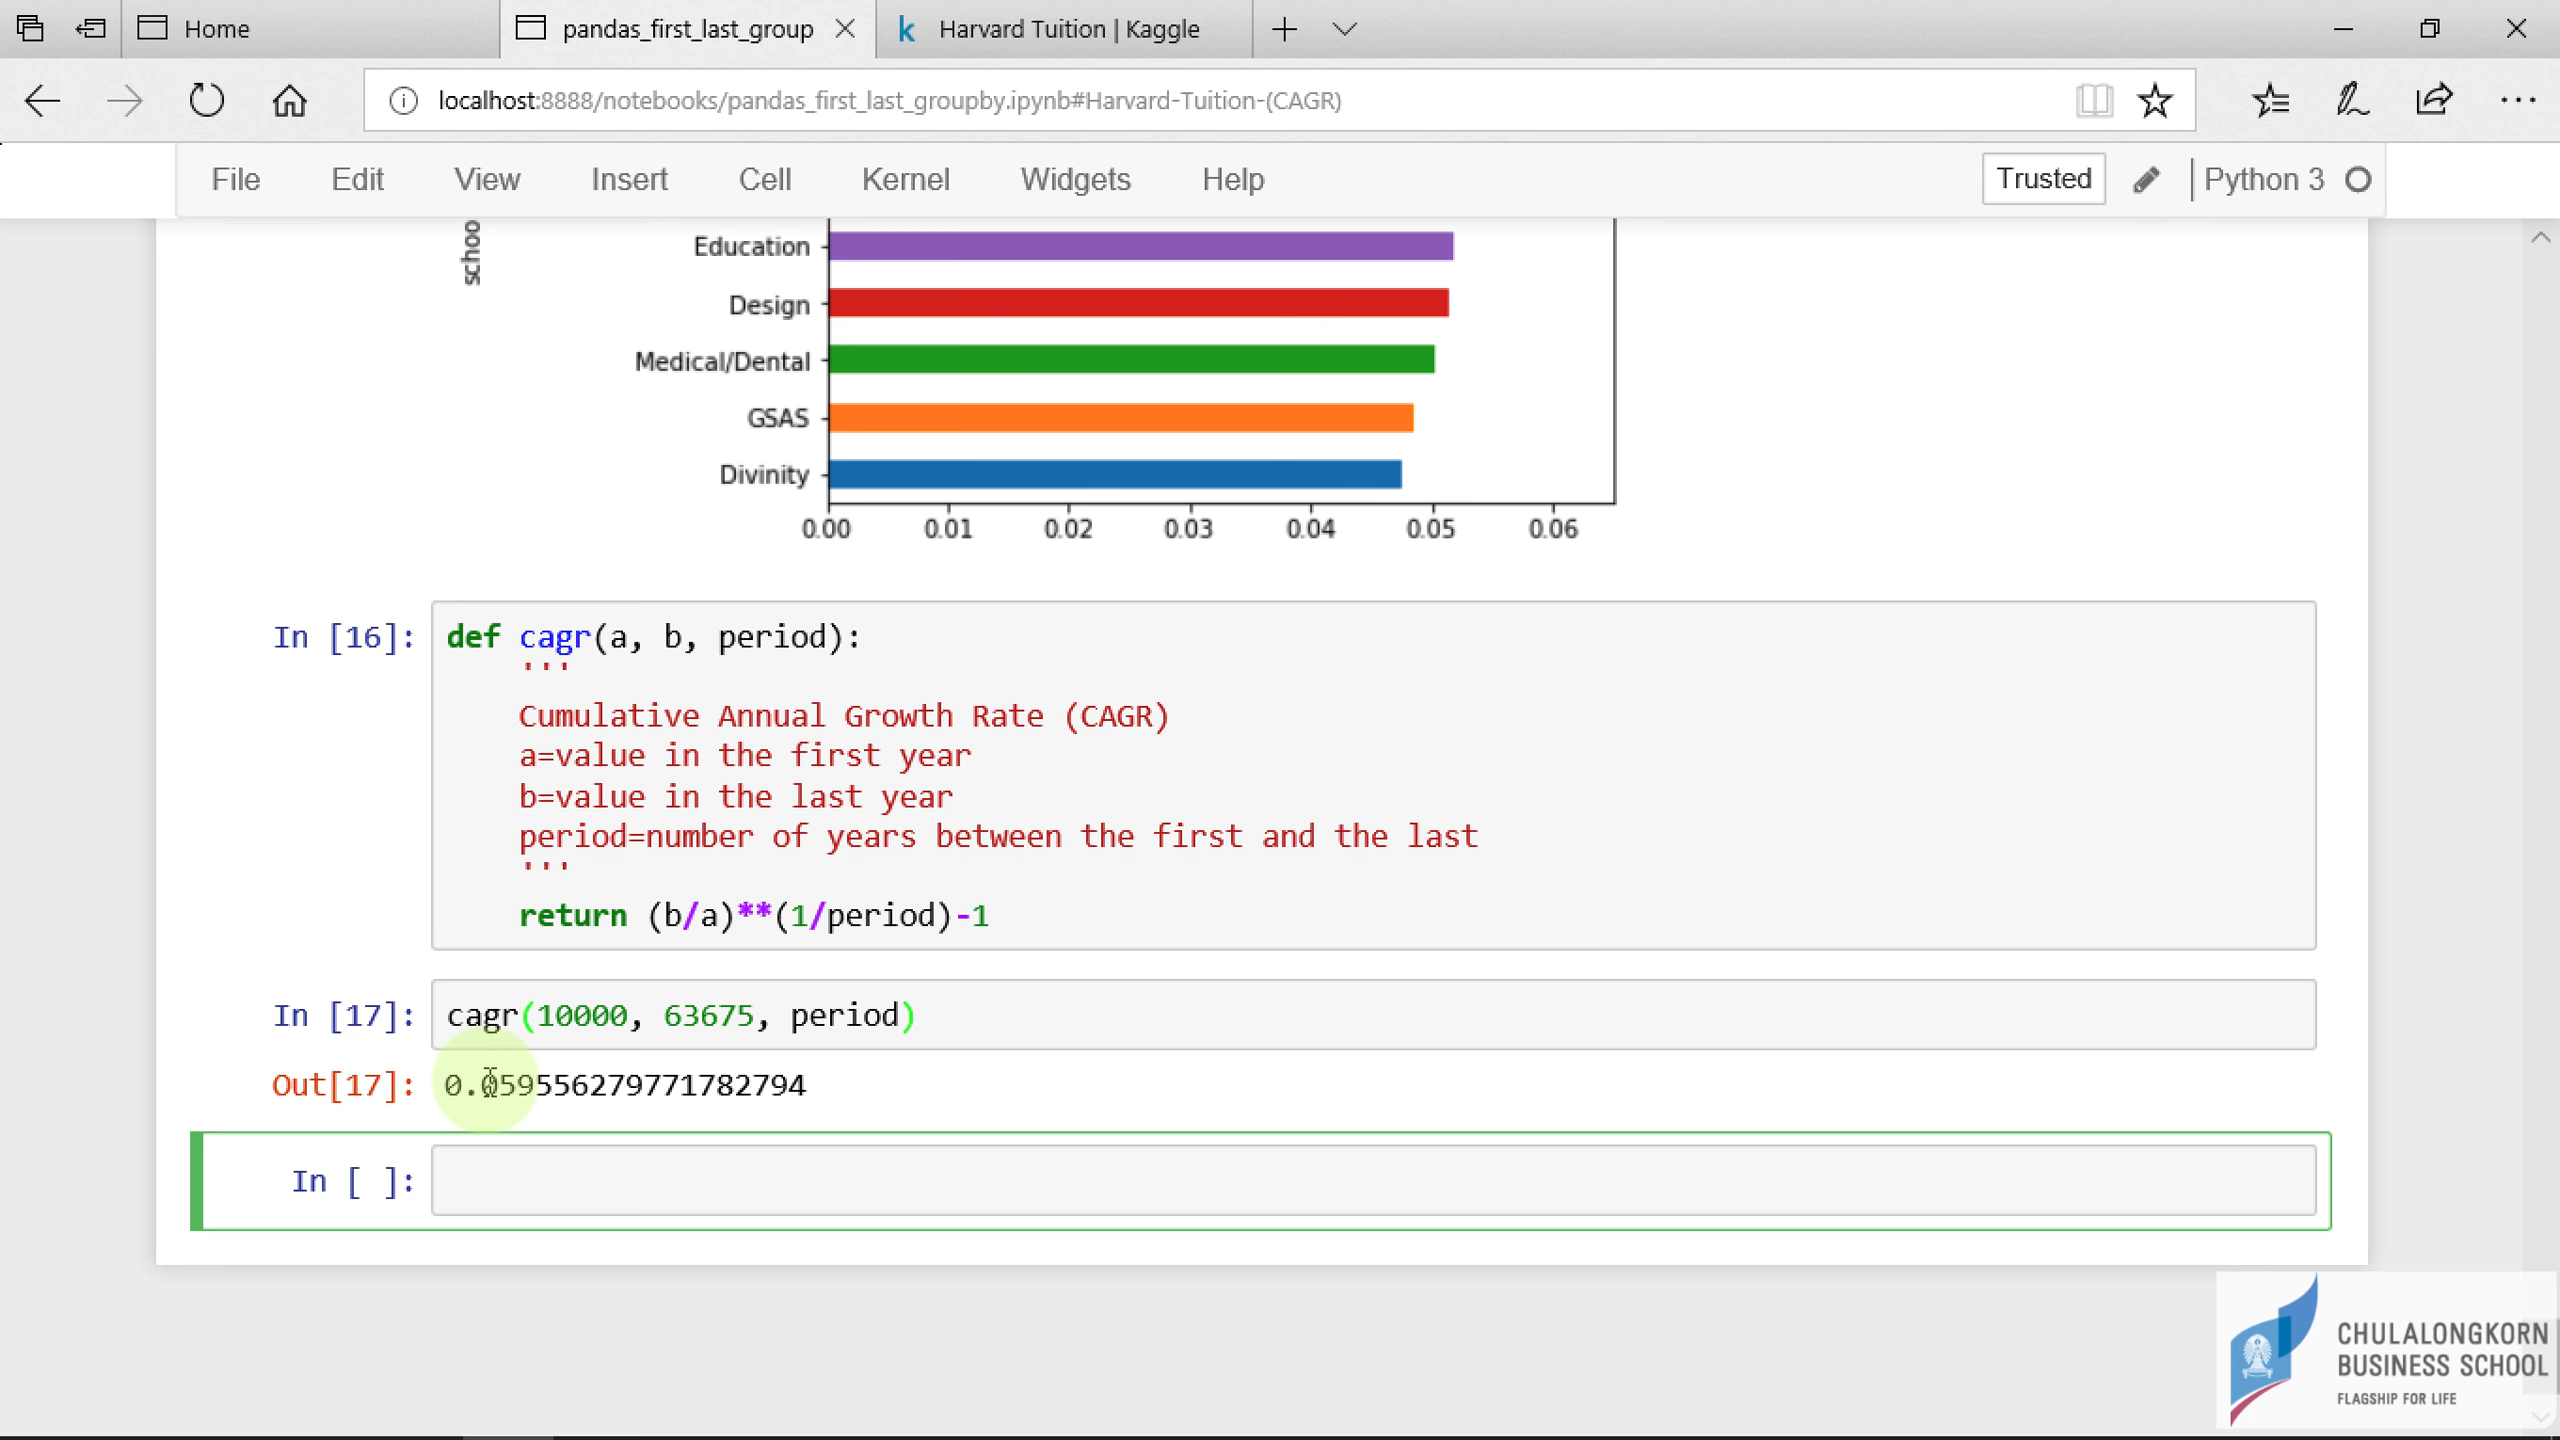 Home
pandas_first_last_group
Harvard Tuition | Kaggle
localhost:8888/notebooks/pandas_first_last_groupby.ipynb#Harvard-Tuition-(CAGR)
File Edit View Insert Cell Kernel Widgets Help
Trusted
Python 3
schoo
Education
Design
Medical/Dental
GSAS
Divinity
0.00 0.01 0.02 0.03 0.04 0.05 0.06
In [16]:
def cagr(a, b, period):
'''
Cumulative Annual Growth Rate (CAGR)
a=value in the first year
b=value in the last year
period=number of years between the first and the last
'''
return (b/a)**(1/period)-1
In [17]:
cagr(10000, 63675, period)
Out[17]:
0.059556279771782794
In [ ]:
CHULALONGKORN
BUSINESS SCHOOL
FLAGSHIP FOR LIFE